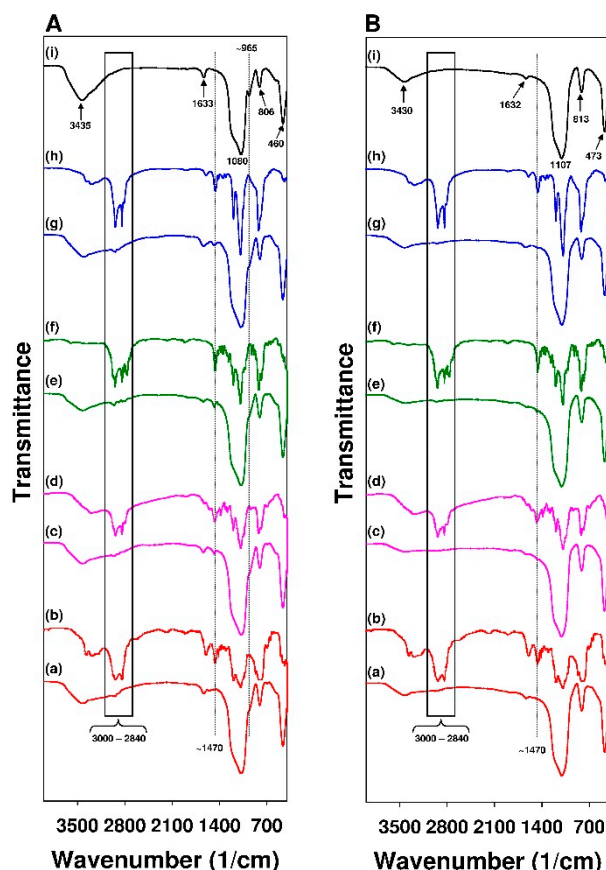 A
~965
(i)
3435
1633
1080
806
460
(h)
(g)
(f)
(e)
(d)
(c)
(b)
(a)
3000 – 2840
~1470
3500 2800 2100 1400 700
Wavenumber (1/cm)
Transmittance
B
(i)
3430
1632
1107
813
473
(h)
(g)
(f)
(e)
(d)
(c)
(b)
(a)
3000 – 2840
~1470
3500 2800 2100 1400 700
Wavenumber (1/cm)
Transmittance